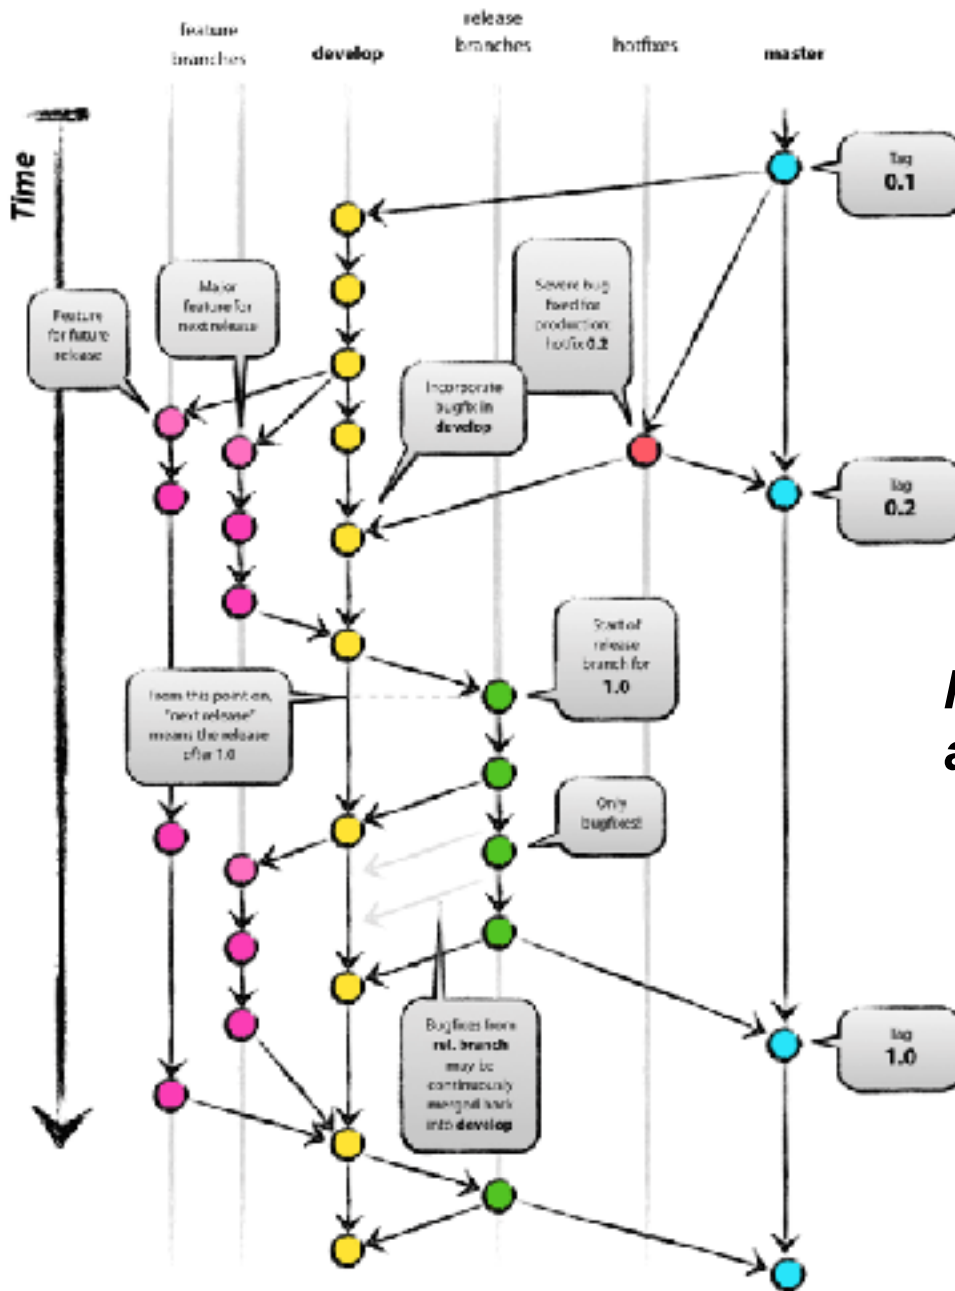 feature
branches
develop
release
branches
hotfixes
master
Time
Tag
0.1
Major
feature for
next release
Feature
for future
release
Severe bug
fixed for
production:
hotfix 0.2
Incorporate
bugfix in
develop
Tag
0.2
Start of
release
branch for
1.0
From this point on,
"next release"
means the release
after 1.0
Only
bugfixes!
Bugfixes from
rel. branch
may be
continuously
merged back
into develop
Tag
1.0